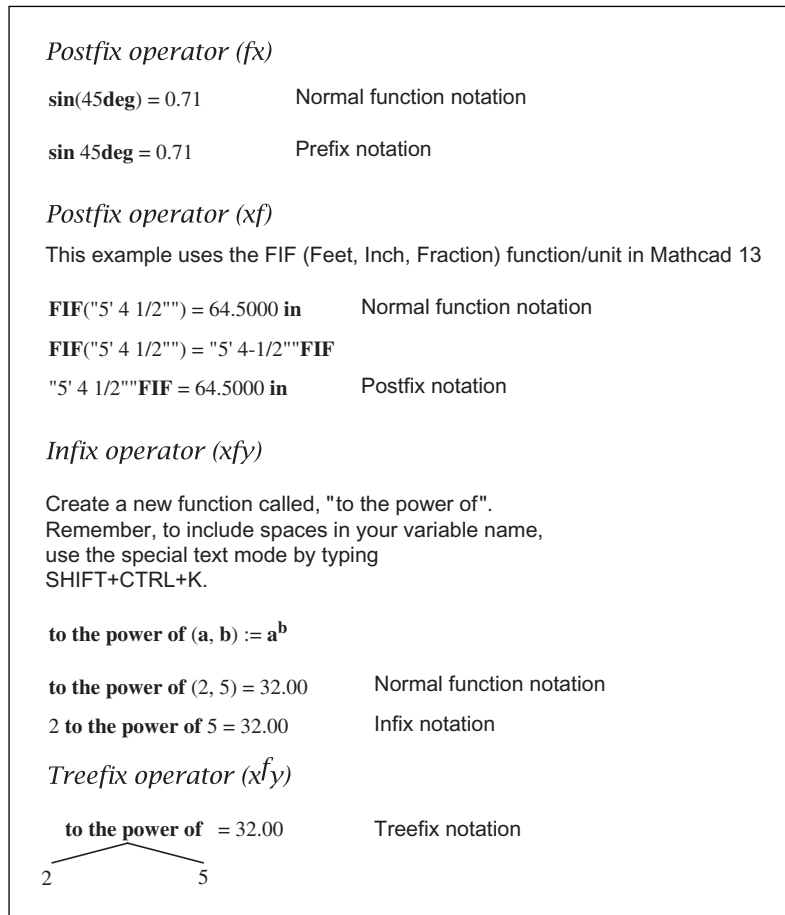 Postfix operator (fx)
sin(45deg) = 0.71 Normal function notation
sin 45deg = 0.71 Prefix notation
Postfix operator (xf)
This example uses the FIF (Feet, Inch, Fraction) function/unit in Mathcad 13
FIF("5' 4 1/2"") = 64.5000 in Normal function notation
FIF("5' 4 1/2"") = "5' 4-1/2""FIF
"5' 4 1/2""FIF = 64.5000 in Postfix notation
Infix operator (xfy)
Create a new function called, "to the power of".
Remember, to include spaces in your variable name,
use the special text mode by typing
SHIFT+CTRL+K.
to the power of (a, b) := a^b
to the power of (2, 5) = 32.00 Normal function notation
2 to the power of 5 = 32.00 Infix notation
Treefix operator (x^f y)
to the power of = 32.00 Treefix notation
2 5